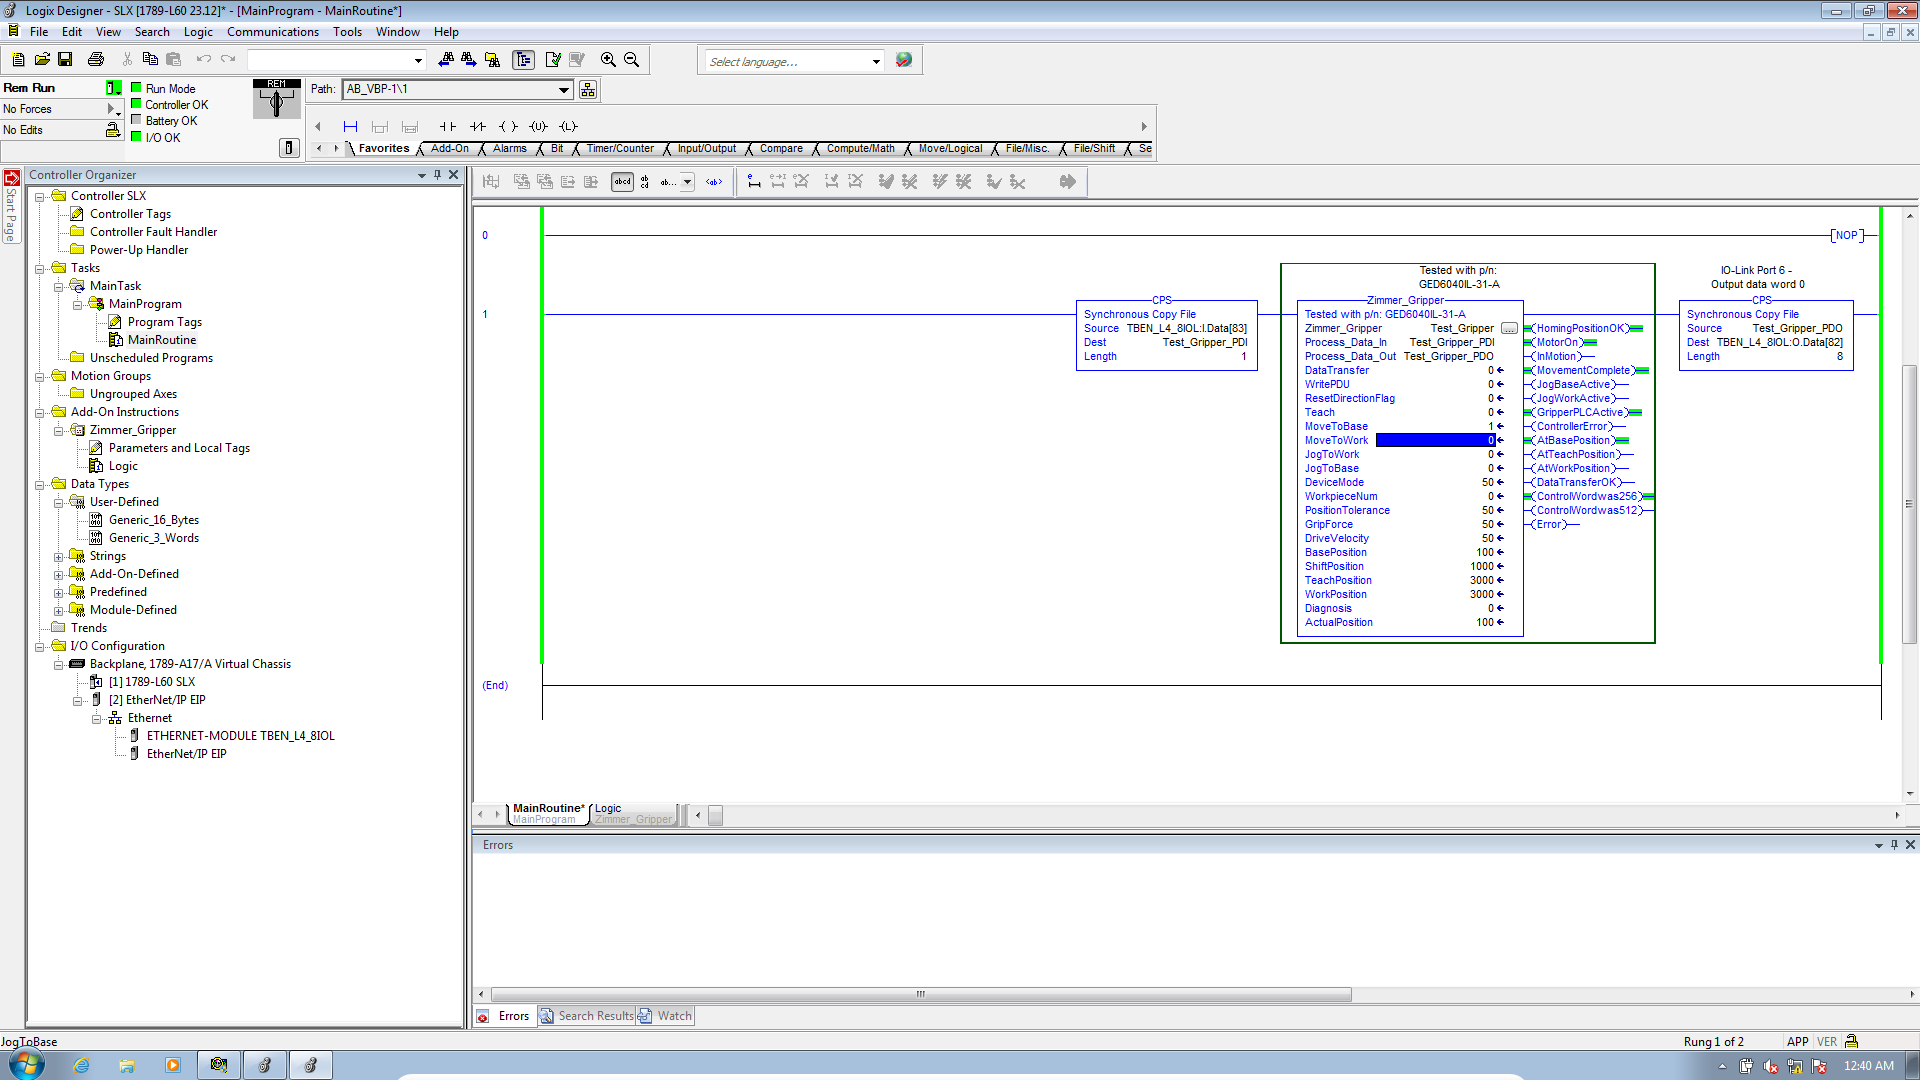 Logix Designer - SLX [1789-L60 23.12]* - [MainProgram - MainRoutine*]
File Edit View Search Logic Communications Tools Window Help
Select language...
Rem Run
No Forces
No Edits
Run Mode
Controller OK
Battery OK
I/O OK
REM
Path: AB_VBP-1\1
Favorites Add-On Alarms Bit Timer/Counter Input/Output Compare Compute/Math Move/Logical File/Misc. File/Shift Se
Start Page
Controller Organizer
Controller SLX
Controller Tags
Controller Fault Handler
Power-Up Handler
Tasks
MainTask
MainProgram
Program Tags
MainRoutine
Unscheduled Programs
Motion Groups
Ungrouped Axes
Add-On Instructions
Zimmer_Gripper
Parameters and Local Tags
Logic
Data Types
User-Defined
Generic_16_Bytes
Generic_3_Words
Strings
Add-On-Defined
Predefined
Module-Defined
Trends
I/O Configuration
Backplane, 1789-A17/A Virtual Chassis
[1] 1789-L60 SLX
[2] EtherNet/IP EIP
Ethernet
ETHERNET-MODULE TBEN_L4_8IOL
EtherNet/IP EIP
0
NOP
1
CPS
Synchronous Copy File
Source TBEN_L4_8IOL:I.Data[83]
Dest Test_Gripper_PDI
Length 1
Tested with p/n:
GED6040IL-31-A
Zimmer_Gripper
Tested with p/n: GED6040IL-31-A
Zimmer_Gripper Test_Gripper ... (HomingPositionOK)
Process_Data_In Test_Gripper_PDI (MotorOn)
Process_Data_Out Test_Gripper_PDO (InMotion)
DataTransfer 0 (MovementComplete)
WritePDU 0 (JogBaseActive)
ResetDirectionFlag 0 (JogWorkActive)
Teach 0 (GripperPLCActive)
MoveToBase 1 (ControllerError)
MoveToWork 0 (AtBasePosition)
JogToWork 0 (AtTeachPosition)
JogToBase 0 (AtWorkPosition)
DeviceMode 50 (DataTransferOK)
WorkpieceNum 0 (ControlWordwas256)
PositionTolerance 50 (ControlWordwas512)
GripForce 50 (Error)
DriveVelocity 50
BasePosition 100
ShiftPosition 1000
TeachPosition 3000
WorkPosition 3000
Diagnosis 0
ActualPosition 100
IO-Link Port 6 -
Output data word 0
CPS
Synchronous Copy File
Source Test_Gripper_PDO
Dest TBEN_L4_8IOL:O.Data[82]
Length 8
(End)
MainRoutine* Logic
MainProgram Zimmer_Gripper
Errors
Errors Search Results Watch
JogToBase
Rung 1 of 2 APP VER
12:40 AM